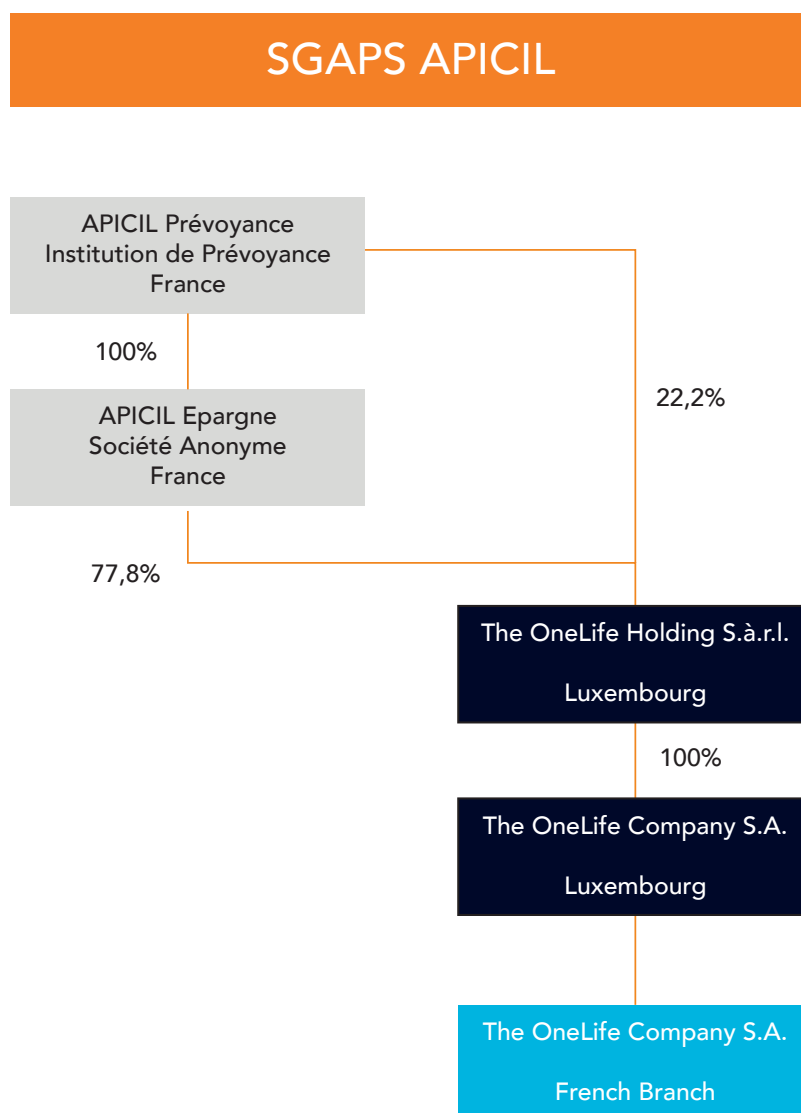 SGAPS APICIL
APICIL Prévoyance
Institution de Prévoyance
France
100%
22,2%
APICIL Epargne
Société Anonyme
France
77,8%
The OneLife Holding S.à.r.l.
Luxembourg
100%
The OneLife Company S.A.
Luxembourg
The OneLife Company S.A.
French Branch